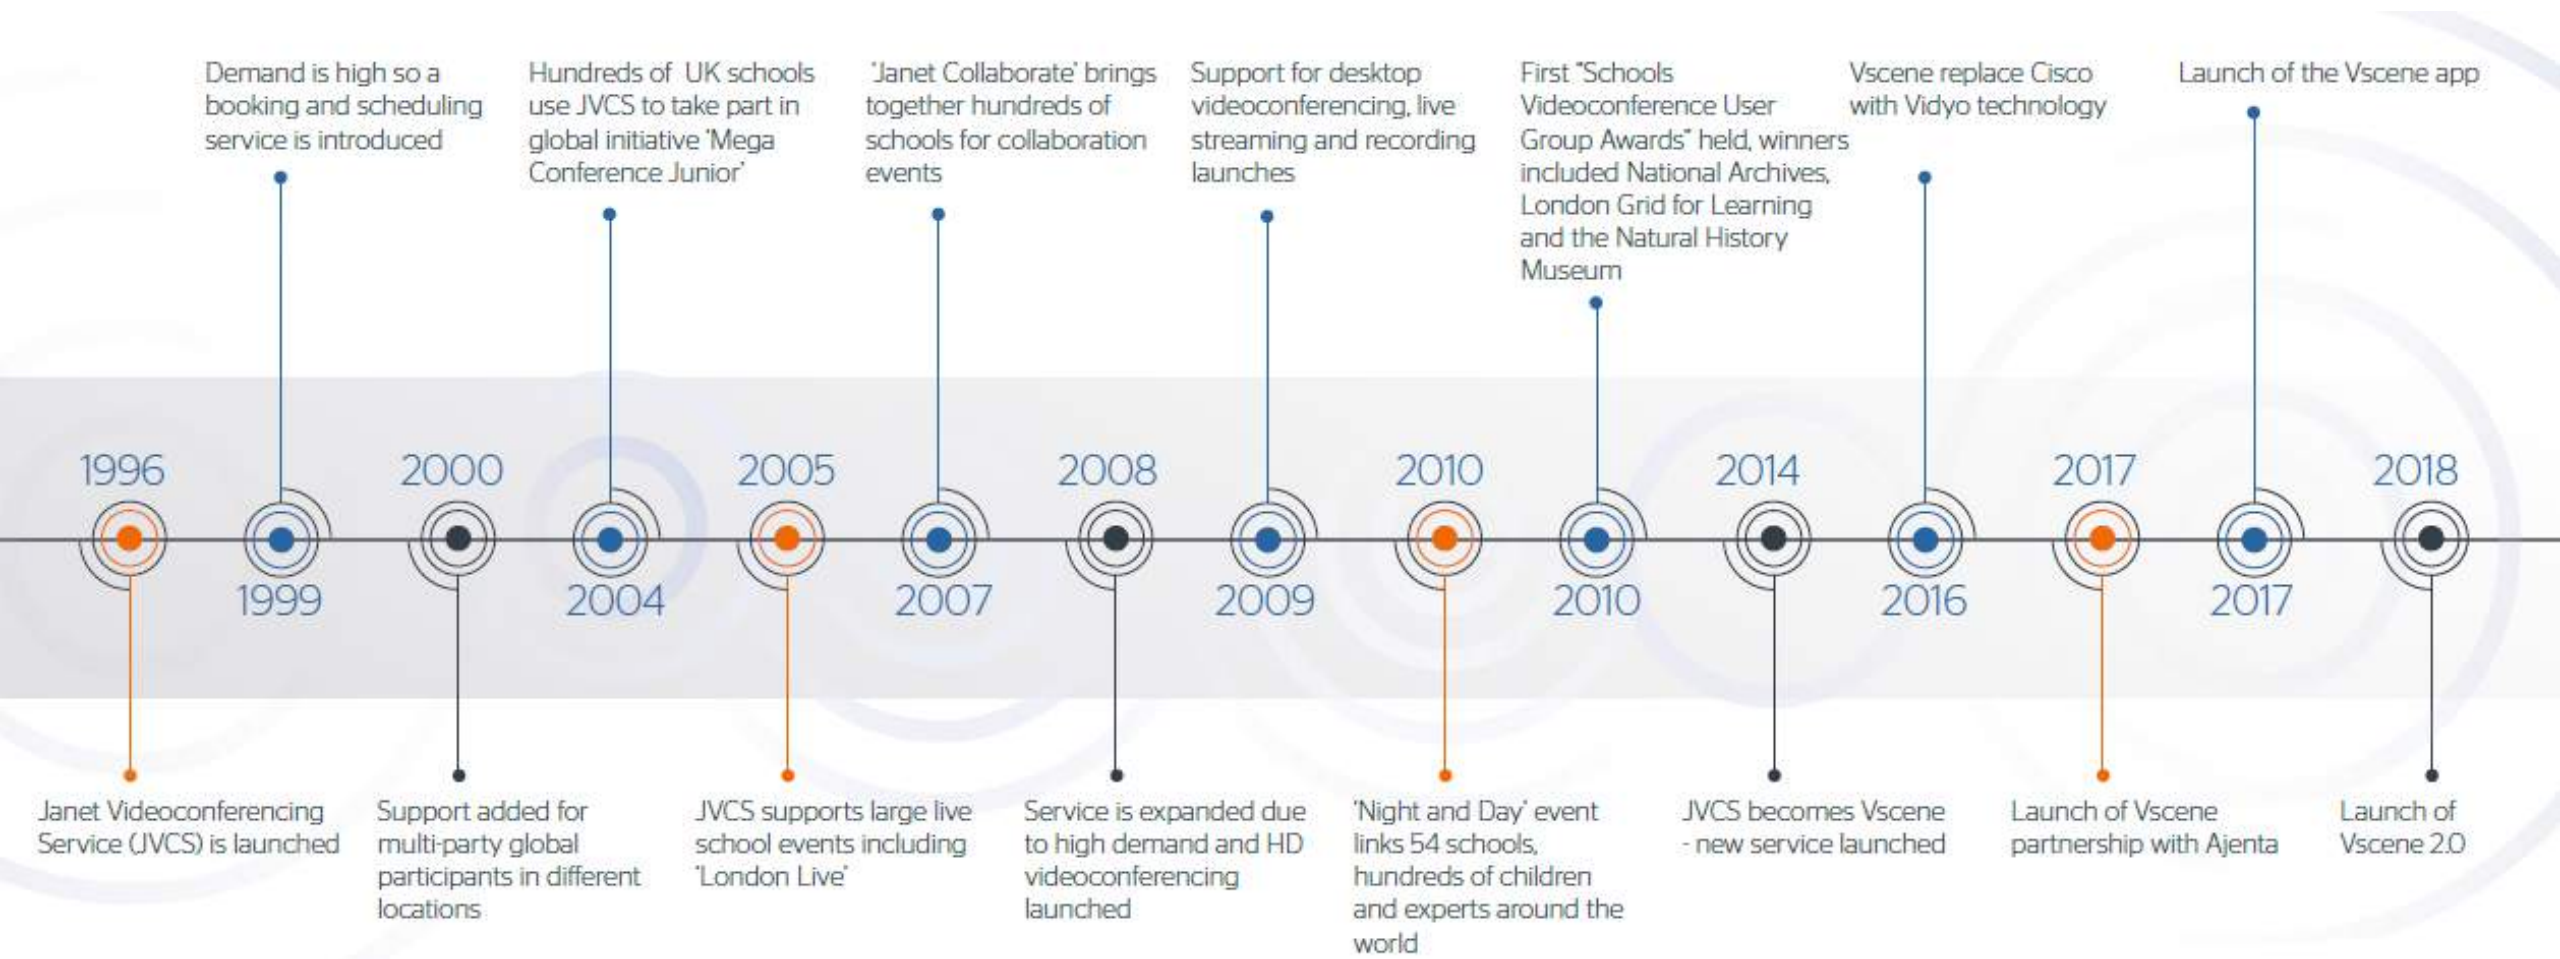 Demand is high so a
booking and scheduling
service is introduced
Hundreds of UK schools
use JVCS to take part in
global initiative 'Mega
Conference Junior'
'Janet Collaborate' brings
together hundreds of
schools for collaboration
events
Support for desktop
videoconferencing, live
streaming and recording
launches
First "Schools
Videoconference User
Group Awards" held, winners
included National Archives,
London Grid for Learning
and the Natural History
Museum
Vscene replace Cisco
with Vidyo technology
Launch of the Vscene app
1996
1999
2000
2004
2005
2007
2008
2009
2010
2010
2014
2016
2017
2017
2018
Janet Videoconferencing
Service (JVCS) is launched
Support added for
multi-party global
participants in different
locations
JVCS supports large live
school events including
'London Live'
Service is expanded due
to high demand and HD
videoconferencing
launched
'Night and Day' event
links 54 schools,
hundreds of children
and experts around the
world
JVCS becomes Vscene
- new service launched
Launch of Vscene
partnership with Ajenta
Launch of
Vscene 2.0